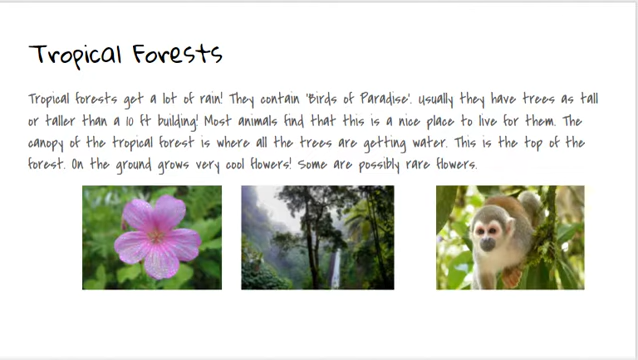 Tropical Forests
Tropical forests get a lot of rain! They contain 'Birds of Paradise'. Usually they have trees as tall
or taller than a 10 ft building! Most animals find that this is a nice place to live for them. The
canopy of the tropical forest is where all the trees are getting water. This is the top of the
forest. On the ground grows very cool flowers! Some are possibly rare flowers.